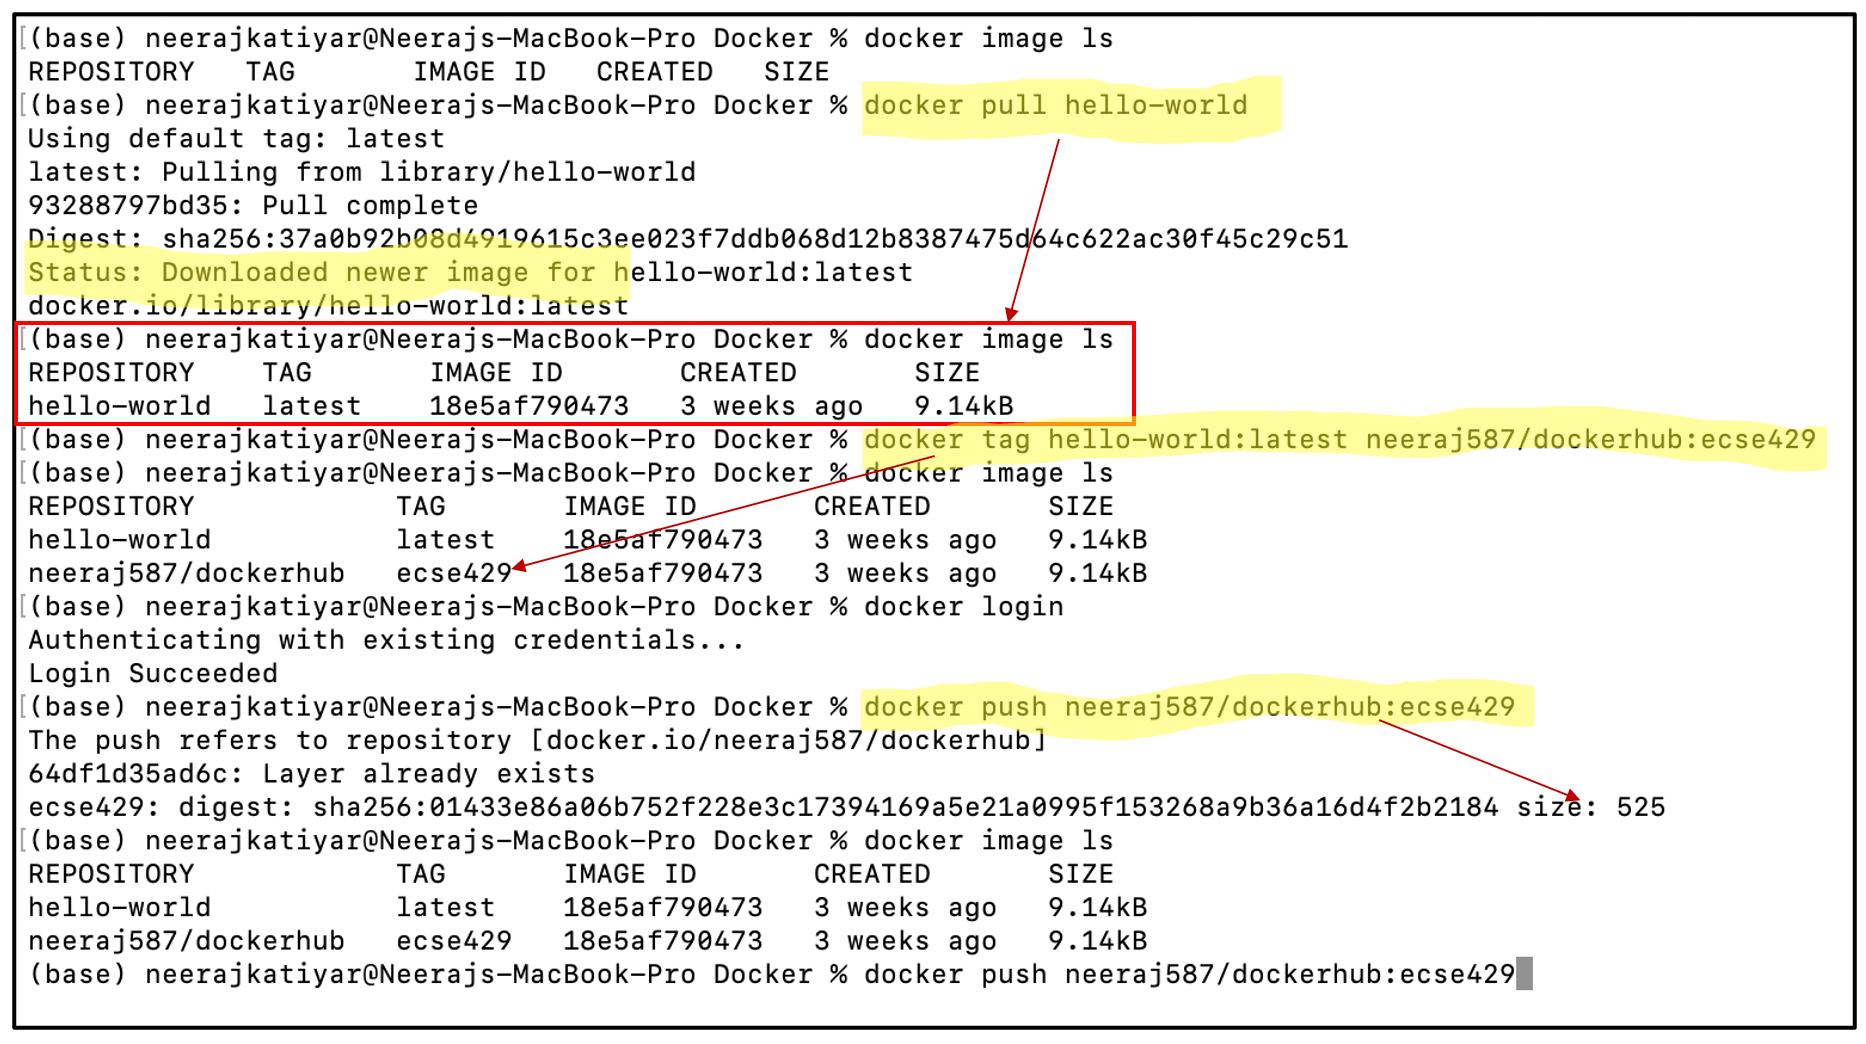 (base) neerajkatiyar@Neerajs-MacBook-Pro Docker % docker image ls
REPOSITORY   TAG       IMAGE ID   CREATED   SIZE
(base) neerajkatiyar@Neerajs-MacBook-Pro Docker % docker pull hello-world
Using default tag: latest
latest: Pulling from library/hello-world
93288797bd35: Pull complete
Digest: sha256:37a0b92b08d4919615c3ee023f7ddb068d12b8387475d64c622ac30f45c29c51
Status: Downloaded newer image for hello-world:latest
docker.io/library/hello-world:latest
(base) neerajkatiyar@Neerajs-MacBook-Pro Docker % docker image ls
REPOSITORY    TAG       IMAGE ID       CREATED       SIZE
hello-world   latest    18e5af790473   3 weeks ago   9.14kB
(base) neerajkatiyar@Neerajs-MacBook-Pro Docker % docker tag hello-world:latest neeraj587/dockerhub:ecse429
(base) neerajkatiyar@Neerajs-MacBook-Pro Docker % docker image ls
REPOSITORY            TAG       IMAGE ID       CREATED       SIZE
hello-world           latest    18e5af790473   3 weeks ago   9.14kB
neeraj587/dockerhub   ecse429   18e5af790473   3 weeks ago   9.14kB
(base) neerajkatiyar@Neerajs-MacBook-Pro Docker % docker login
Authenticating with existing credentials...
Login Succeeded
(base) neerajkatiyar@Neerajs-MacBook-Pro Docker % docker push neeraj587/dockerhub:ecse429
The push refers to repository [docker.io/neeraj587/dockerhub]
64df1d35ad6c: Layer already exists
ecse429: digest: sha256:01433e86a06b752f228e3c17394169a5e21a0995f153268a9b36a16d4f2b2184 size: 525
(base) neerajkatiyar@Neerajs-MacBook-Pro Docker % docker image ls
REPOSITORY            TAG       IMAGE ID       CREATED       SIZE
hello-world           latest    18e5af790473   3 weeks ago   9.14kB
neeraj587/dockerhub   ecse429   18e5af790473   3 weeks ago   9.14kB
(base) neerajkatiyar@Neerajs-MacBook-Pro Docker % docker push neeraj587/dockerhub:ecse429